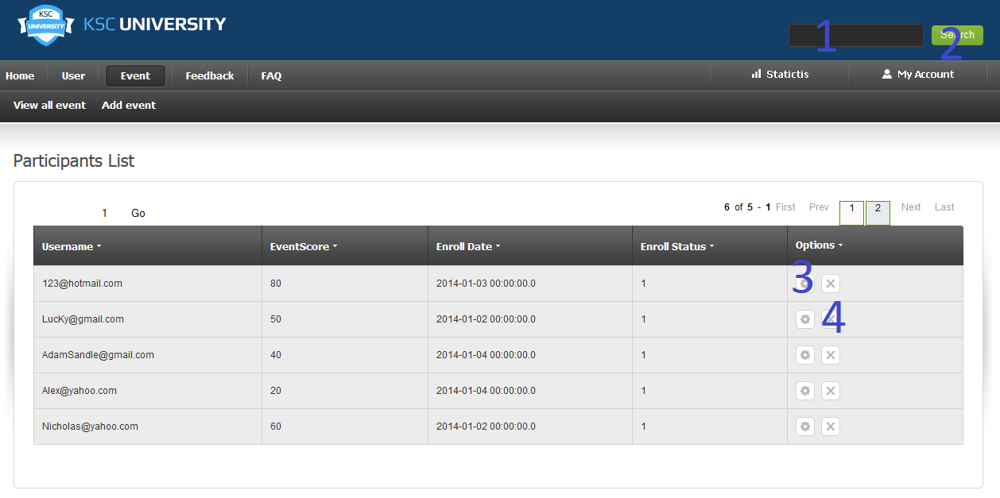 KSC
UNIVERSITY
KSC UNIVERSITY
1
Search
2
Home User Event Feedback FAQ Statictis My Account
View all event Add event
Participants List
1 Go
6 of 5 - 1 First Prev 1 2 Next Last
Username EventScore Enroll Date Enroll Status Options
123@hotmail.com 80 2014-01-03 00:00:00.0 1 3
LucKy@gmail.com 50 2014-01-02 00:00:00.0 1 4
AdamSandle@gmail.com 40 2014-01-04 00:00:00.0 1
Alex@yahoo.com 20 2014-01-04 00:00:00.0 1
Nicholas@yahoo.com 60 2014-01-02 00:00:00.0 1